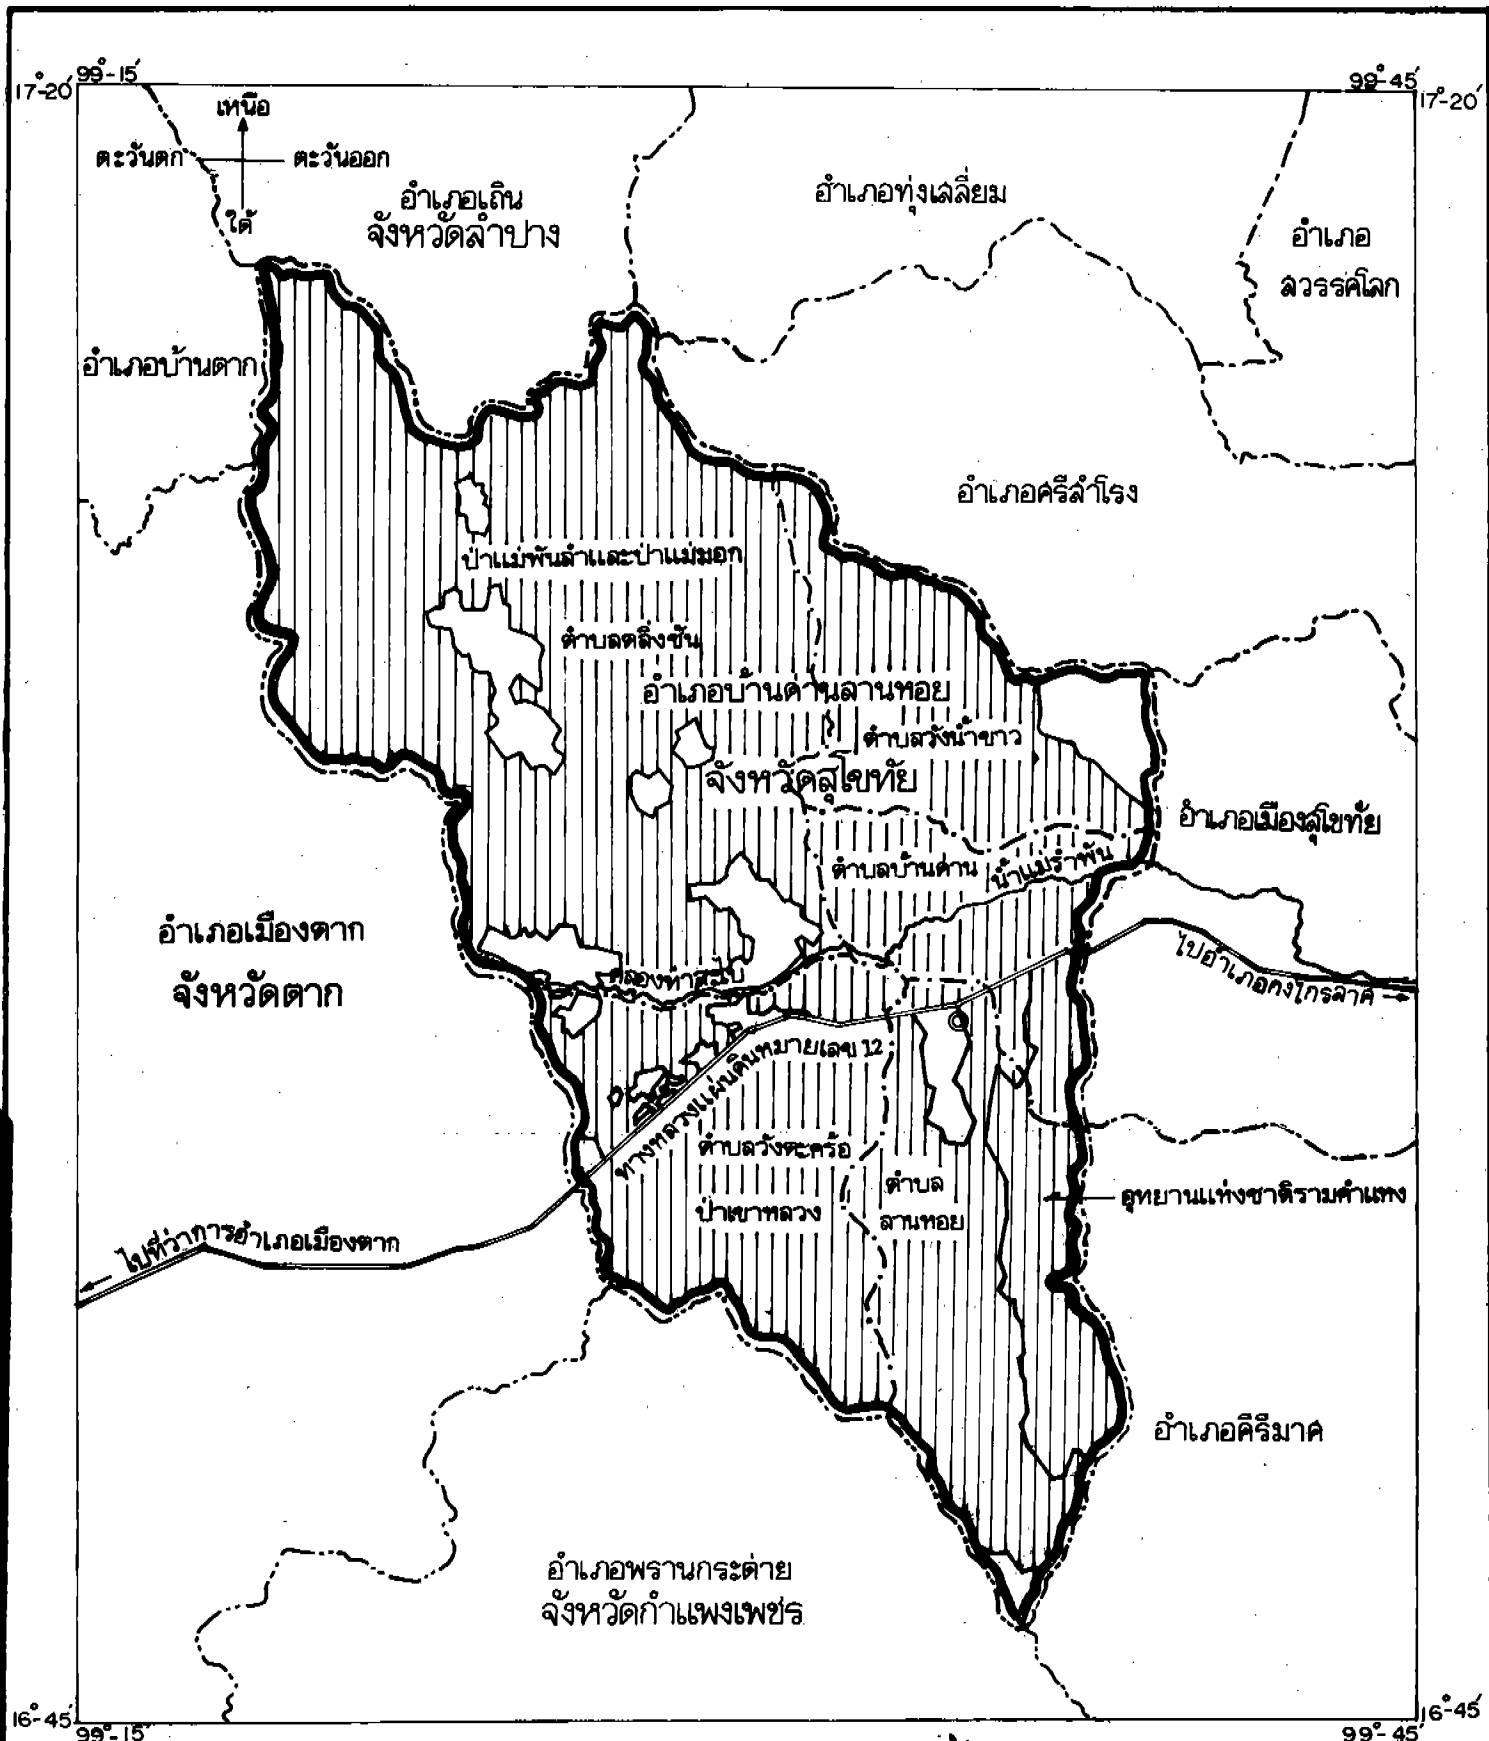 99°-15′
99°-45′
17°-20′
17°-20′
เหนือ
ตะวันตก
ตะวันออก
ใต้
อำเภอเถิน
จังหวัดลำปาง
อำเภอทุ่งเสลี่ยม
อำเภอ
สวรรคโลก
อำเภอบ้านตาก
อำเภอศรีสำโรง
ป่าแม่พันลำและป่าแม่มอก
ตำบลตลิ่งชัน
อำเภอบ้านด่านลานหอย
ตำบลวังน้ำขาว
จังหวัดสุโขทัย
อำเภอเมืองสุโขทัย
ตำบลบ้านด่าน
น้ำแม่รำพัน
อำเภอเมืองตาก
จังหวัดตาก
คลองห้วยสะโม
ไปอำเภอกงไกรลาศ
ทางหลวงแผ่นดินหมายเลข 12
ตำบลวังตะคร้อ
ป่าเขาหลวง
ตำบล
ลานหอย
อุทยานแห่งชาติรามคำแหง
ไปที่ว่าการอำเภอเมืองตาก
อำเภอคีรีมาศ
อำเภอพรานกระต่าย
จังหวัดกำแพงเพชร
16°-45′
16°-45
99°-15′
99°-45